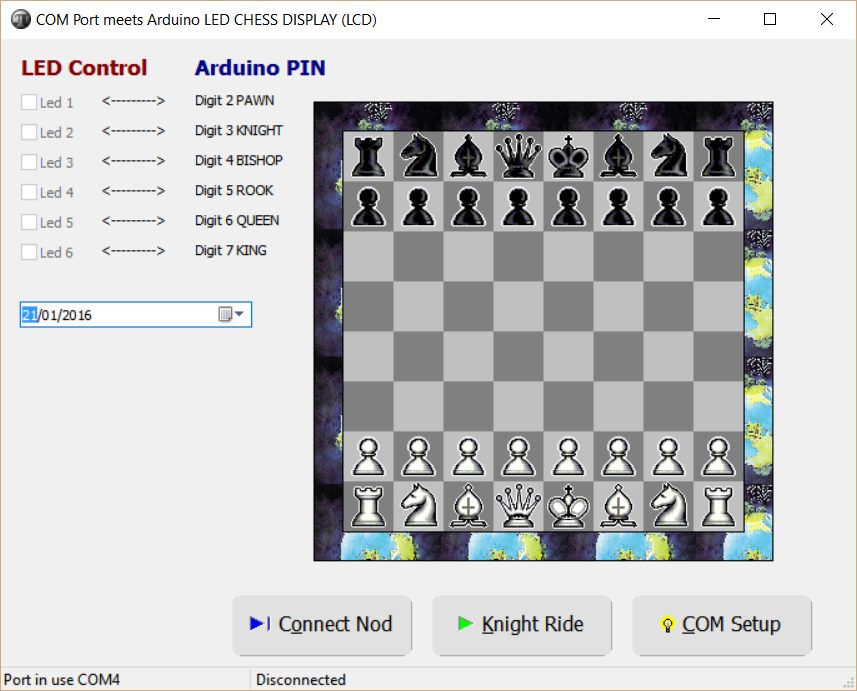 COM Port meets Arduino LED CHESS DISPLAY (LCD)
LED Control Arduino PIN
Led 1 <---------> Digit 2 PAWN
Led 2 <---------> Digit 3 KNIGHT
Led 3 <---------> Digit 4 BISHOP
Led 4 <---------> Digit 5 ROOK
Led 5 <---------> Digit 6 QUEEN
Led 6 <---------> Digit 7 KING
21/01/2016
Connect Nod Knight Ride COM Setup
Port in use COM4 Disconnected